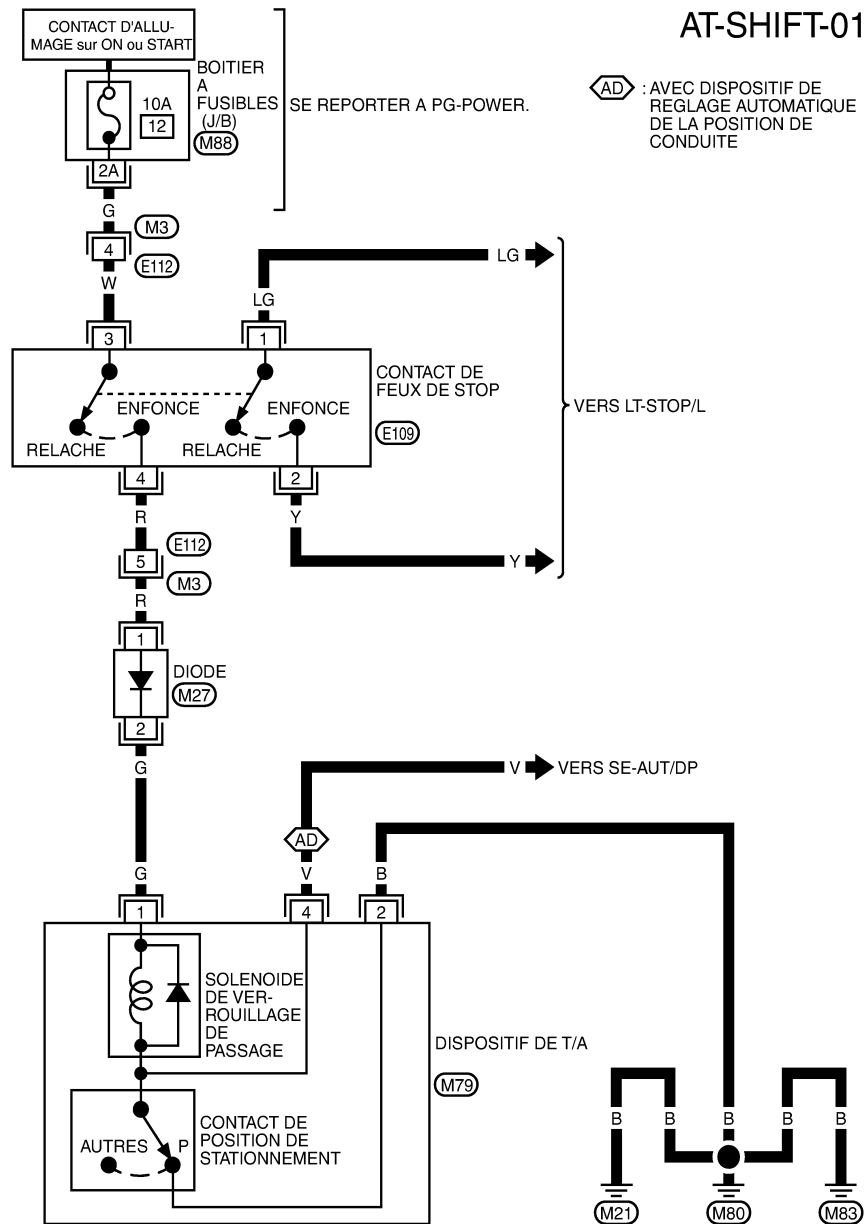 AT-SHIFT-01
CONTACT D'ALLU-
MAGE sur ON ou START
BOITIER
A
FUSIBLES
(J/B)
M88
10A
12
SE REPORTER A PG-POWER.
AD : AVEC DISPOSITIF DE
REGLAGE AUTOMATIQUE
DE LA POSITION DE
CONDUITE
2A
G
M3
4
E112
W
LG
LG
3
1
CONTACT DE
FEUX DE STOP
E109
ENFONCE
ENFONCE
RELACHE
RELACHE
VERS LT-STOP/L
4
2
R
Y
E112
5
M3
Y
R
1
DIODE
M27
2
G
V
VERS SE-AUT/DP
AD
G
V
B
1
4
2
SOLENOIDE
DE VER-
ROUILLAGE
DE
PASSAGE
DISPOSITIF DE T/A
M79
CONTACT DE
POSITION DE
STATIONNEMENT
AUTRES
P
B
B
B
B
B
M21
M80
M83